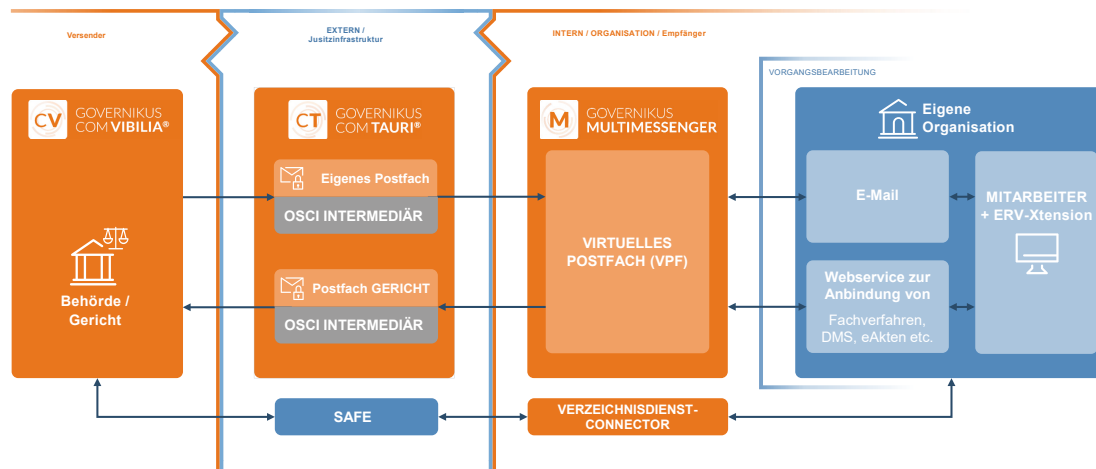 Versender
EXTERN /
Jusitzinfrastruktur
INTERN / ORGANISATION / Empfänger
VORGANGSBEARBEITUNG
CV
GOVERNIKUS
COM VIBILIA®
Behörde /
Gericht
CT
GOVERNIKUS
COM TAURI®
Eigenes Postfach
OSCI INTERMEDIÄR
Postfach GERICHT
OSCI INTERMEDIÄR
M
GOVERNIKUS
MULTIMESSENGER
VIRTUELLES
POSTFACH (VPF)
Eigene
Organisation
E-Mail
Webservice zur
Anbindung von
Fachverfahren,
DMS, eAkten etc.
MITARBEITER
+ ERV-Xtension
SAFE
VERZEICHNISDIENST-
CONNECTOR